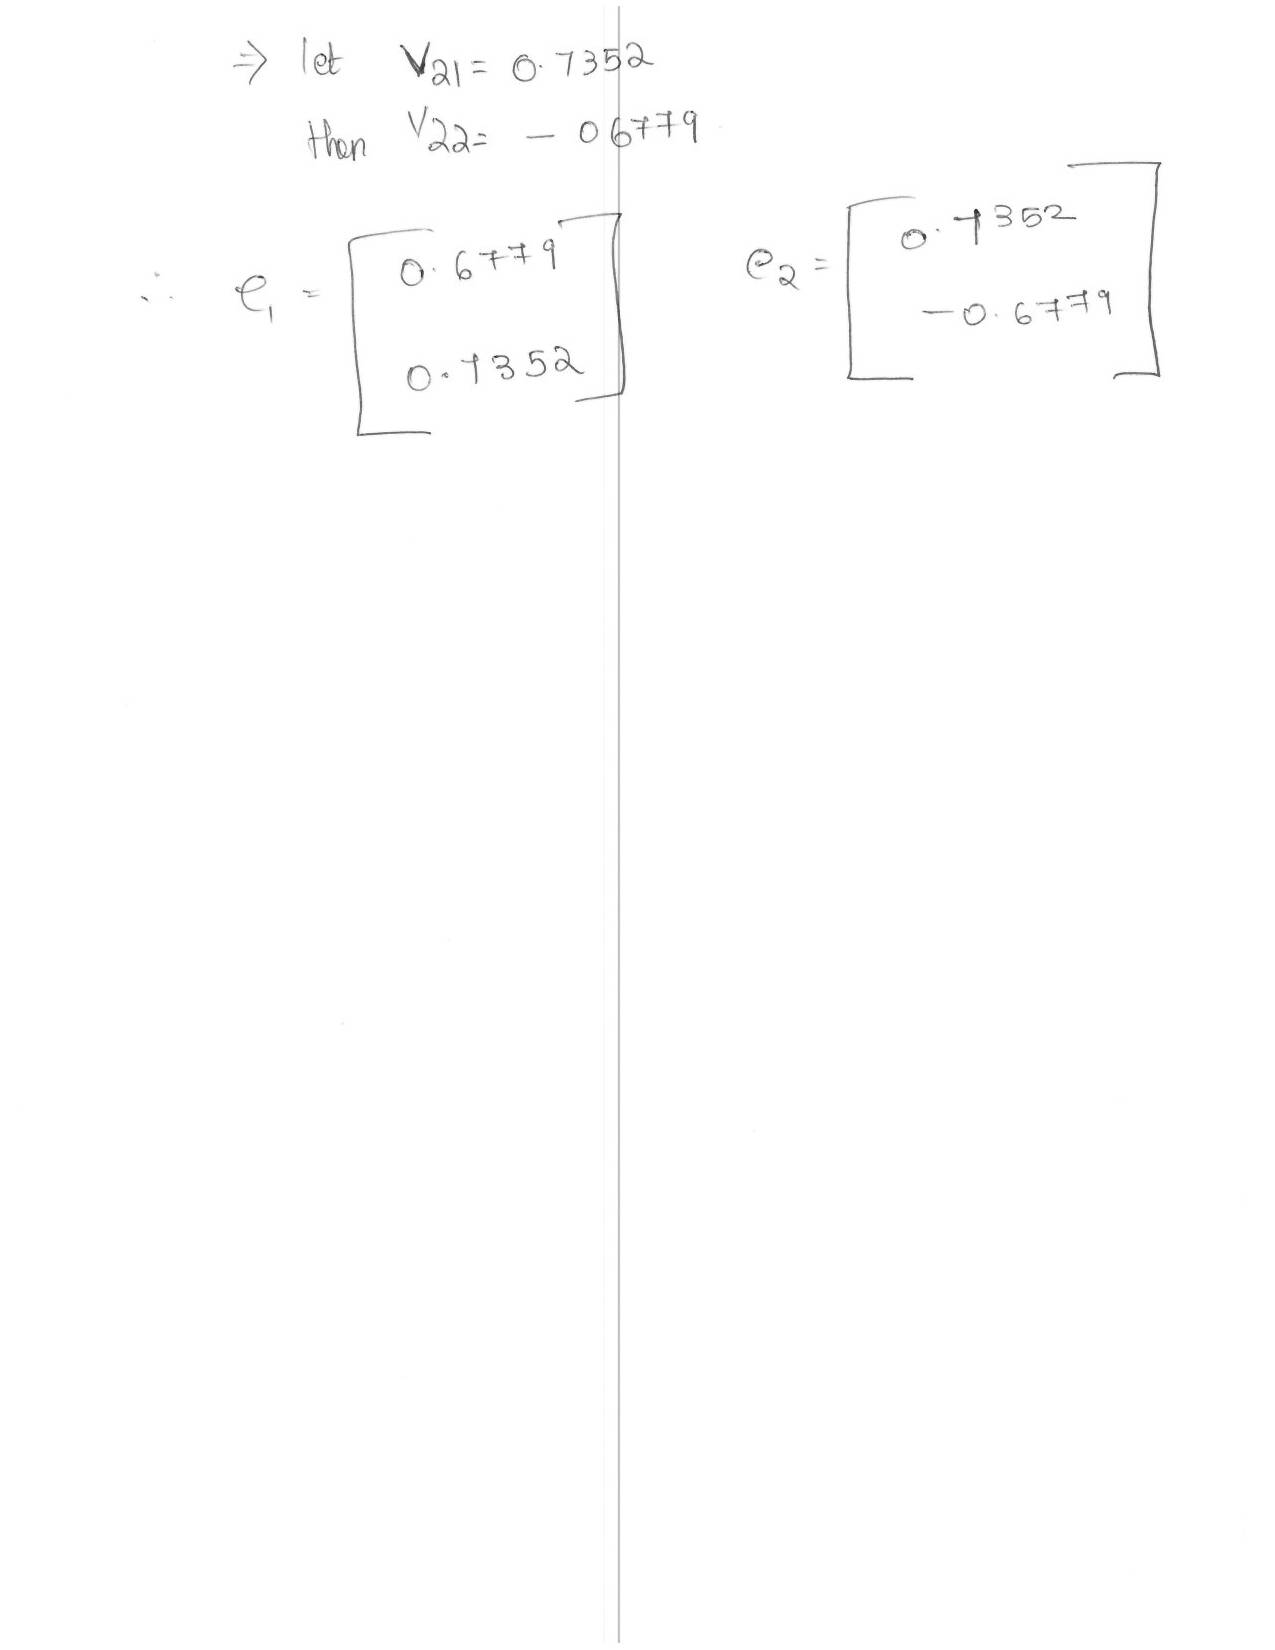 ⇒ let V21 = 0.7352
then V22 = - 06779
∴ e1 = [0.6779 0.7352] e2 = [0.7352 -0.6779]